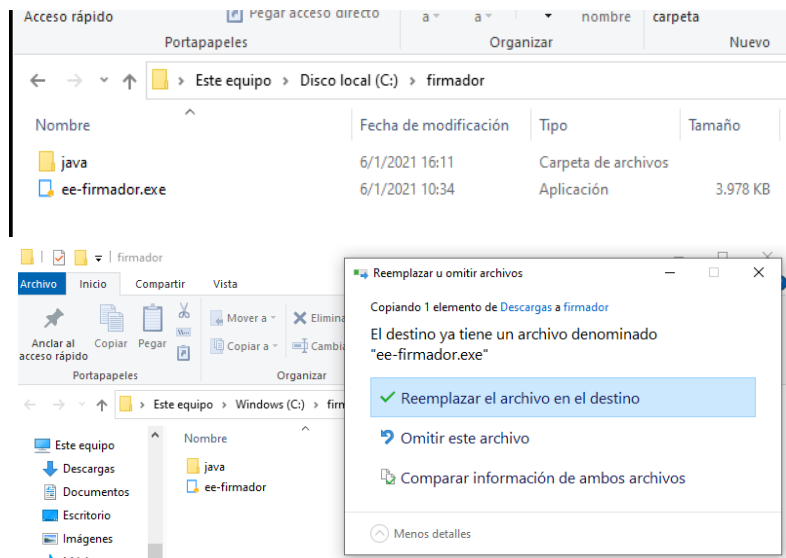 Acceso rápido Pegar acceso directo a a nombre carpeta
Portapapeles Organizar Nuevo
Este equipo > Disco local (C:) > firmador
Nombre Fecha de modificación Tipo Tamaño
java 6/1/2021 16:11 Carpeta de archivos
ee-firmador.exe 6/1/2021 10:34 Aplicación 3.978 KB
firmador
Archivo Inicio Compartir Vista
Anclar al acceso rápido
Copiar
Pegar
Mover a
Copiar a
Elimina
Cambia
Portapapeles Organizar
Este equipo > Windows (C:) > firm
Este equipo
Descargas
Documentos
Escritorio
Imágenes
Nombre
java
ee-firmador
Reemplazar u omitir archivos
Copiando 1 elemento de Descargas a firmador
El destino ya tiene un archivo denominado
"ee-firmador.exe"
Reemplazar el archivo en el destino
Omitir este archivo
Comparar información de ambos archivos
Menos detalles